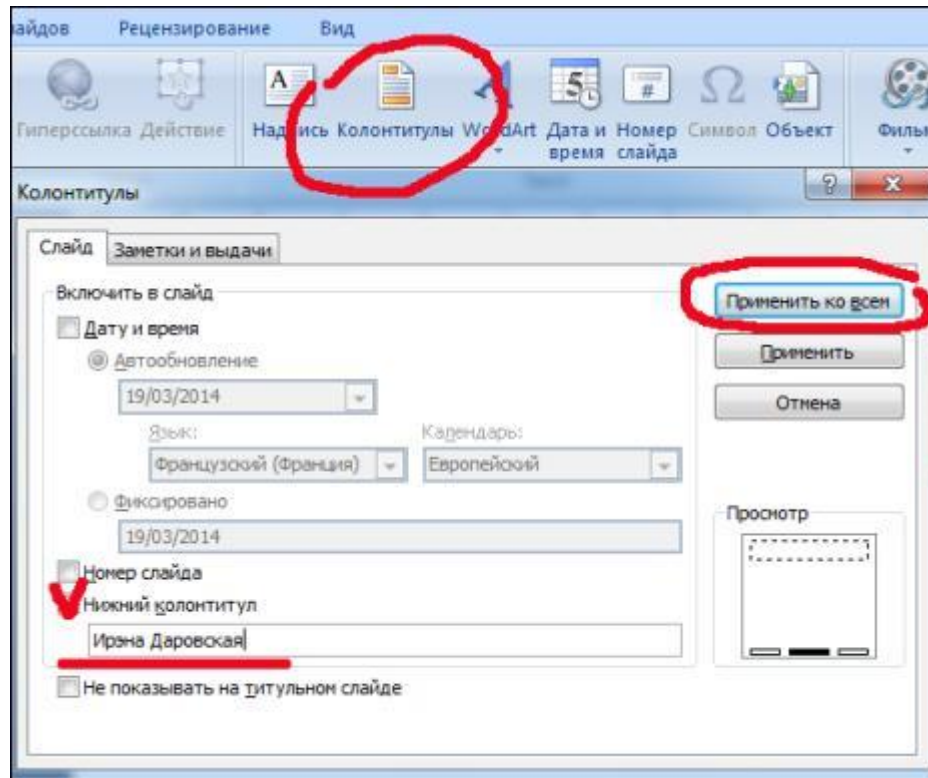 айдов Рецензирование Вид
Гиперссылка Действие Надпись Колонтитулы WordArt Дата и время Номер слайда Символ Объект Фильм
Колонтитулы
Слайд Заметки и выдачи
Включить в слайд
Применить ко всем
Дату и время
Применить
Автообновление
19/03/2014
Отмена
Язык: Календарь:
Французский (Франция) Европейский
Фиксировано
Просмотр
19/03/2014
Номер слайда
Нижний колонтитул
Ирэна Даровская
Не показывать на титульном слайде